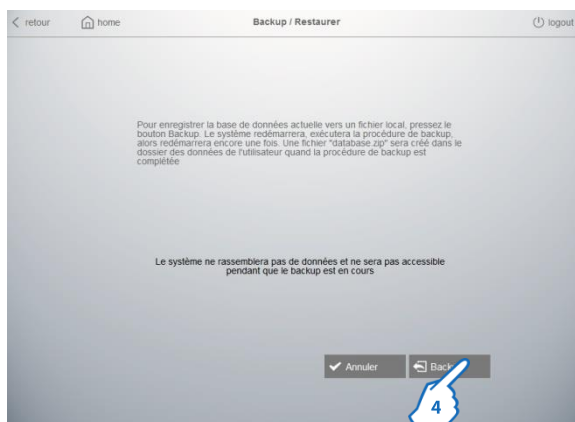 retour
home
Backup / Restaurer
logout
Pour enregistrer la base de données actuelle vers un fichier local, pressez le
bouton Backup. Le système redémarrera, exécutera la procédure de backup,
alors redémarrera encore une fois. Une fichier "database.zip" sera créé dans le
dossier des données de l'utilisateur quand la procédure de backup est
complétée
Le système ne rassemblera pas de données et ne sera pas accessible
pendant que le backup est en cours
Annuler
4